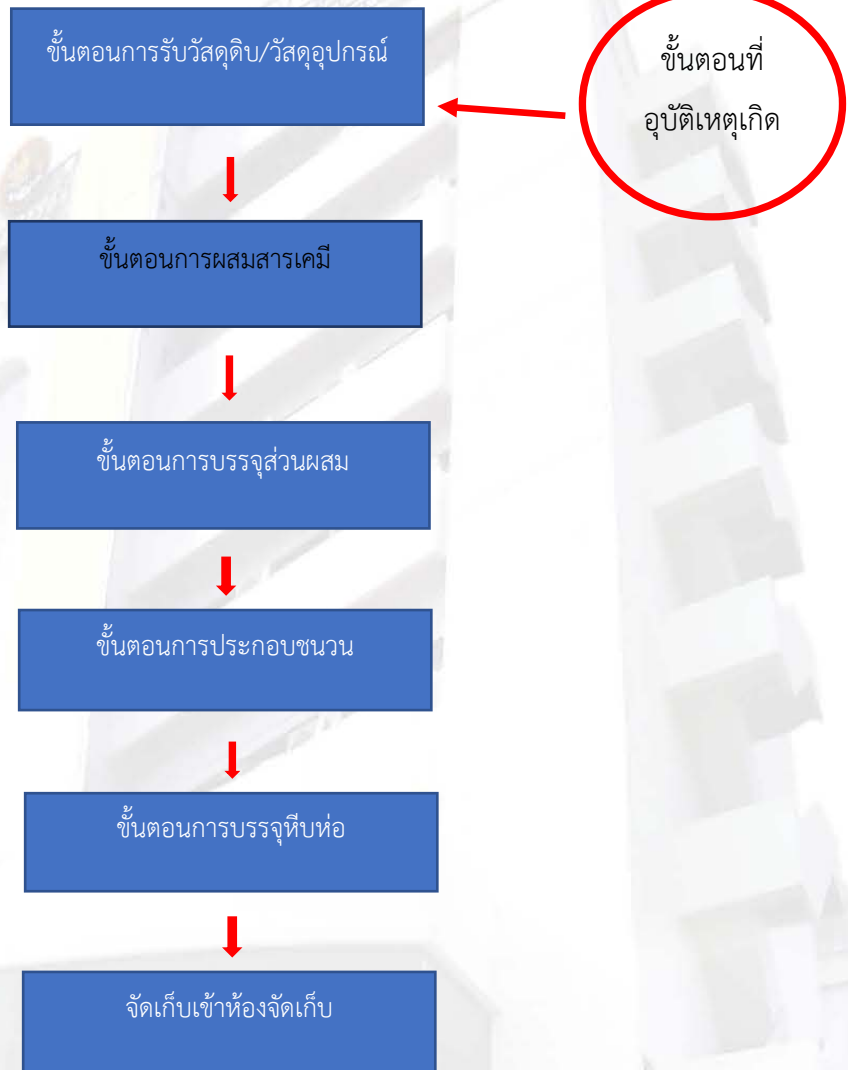 ขั้นตอนการรับวัสดุดิบ/วัสดุอุปกรณ์
ขั้นตอนที่
อุบัติเหตุเกิด
ขั้นตอนการผสมสารเคมี
ขั้นตอนการบรรจุส่วนผสม
ขั้นตอนการประกอบชนวน
ขั้นตอนการบรรจุหีบห่อ
จัดเก็บเข้าห้องจัดเก็บ